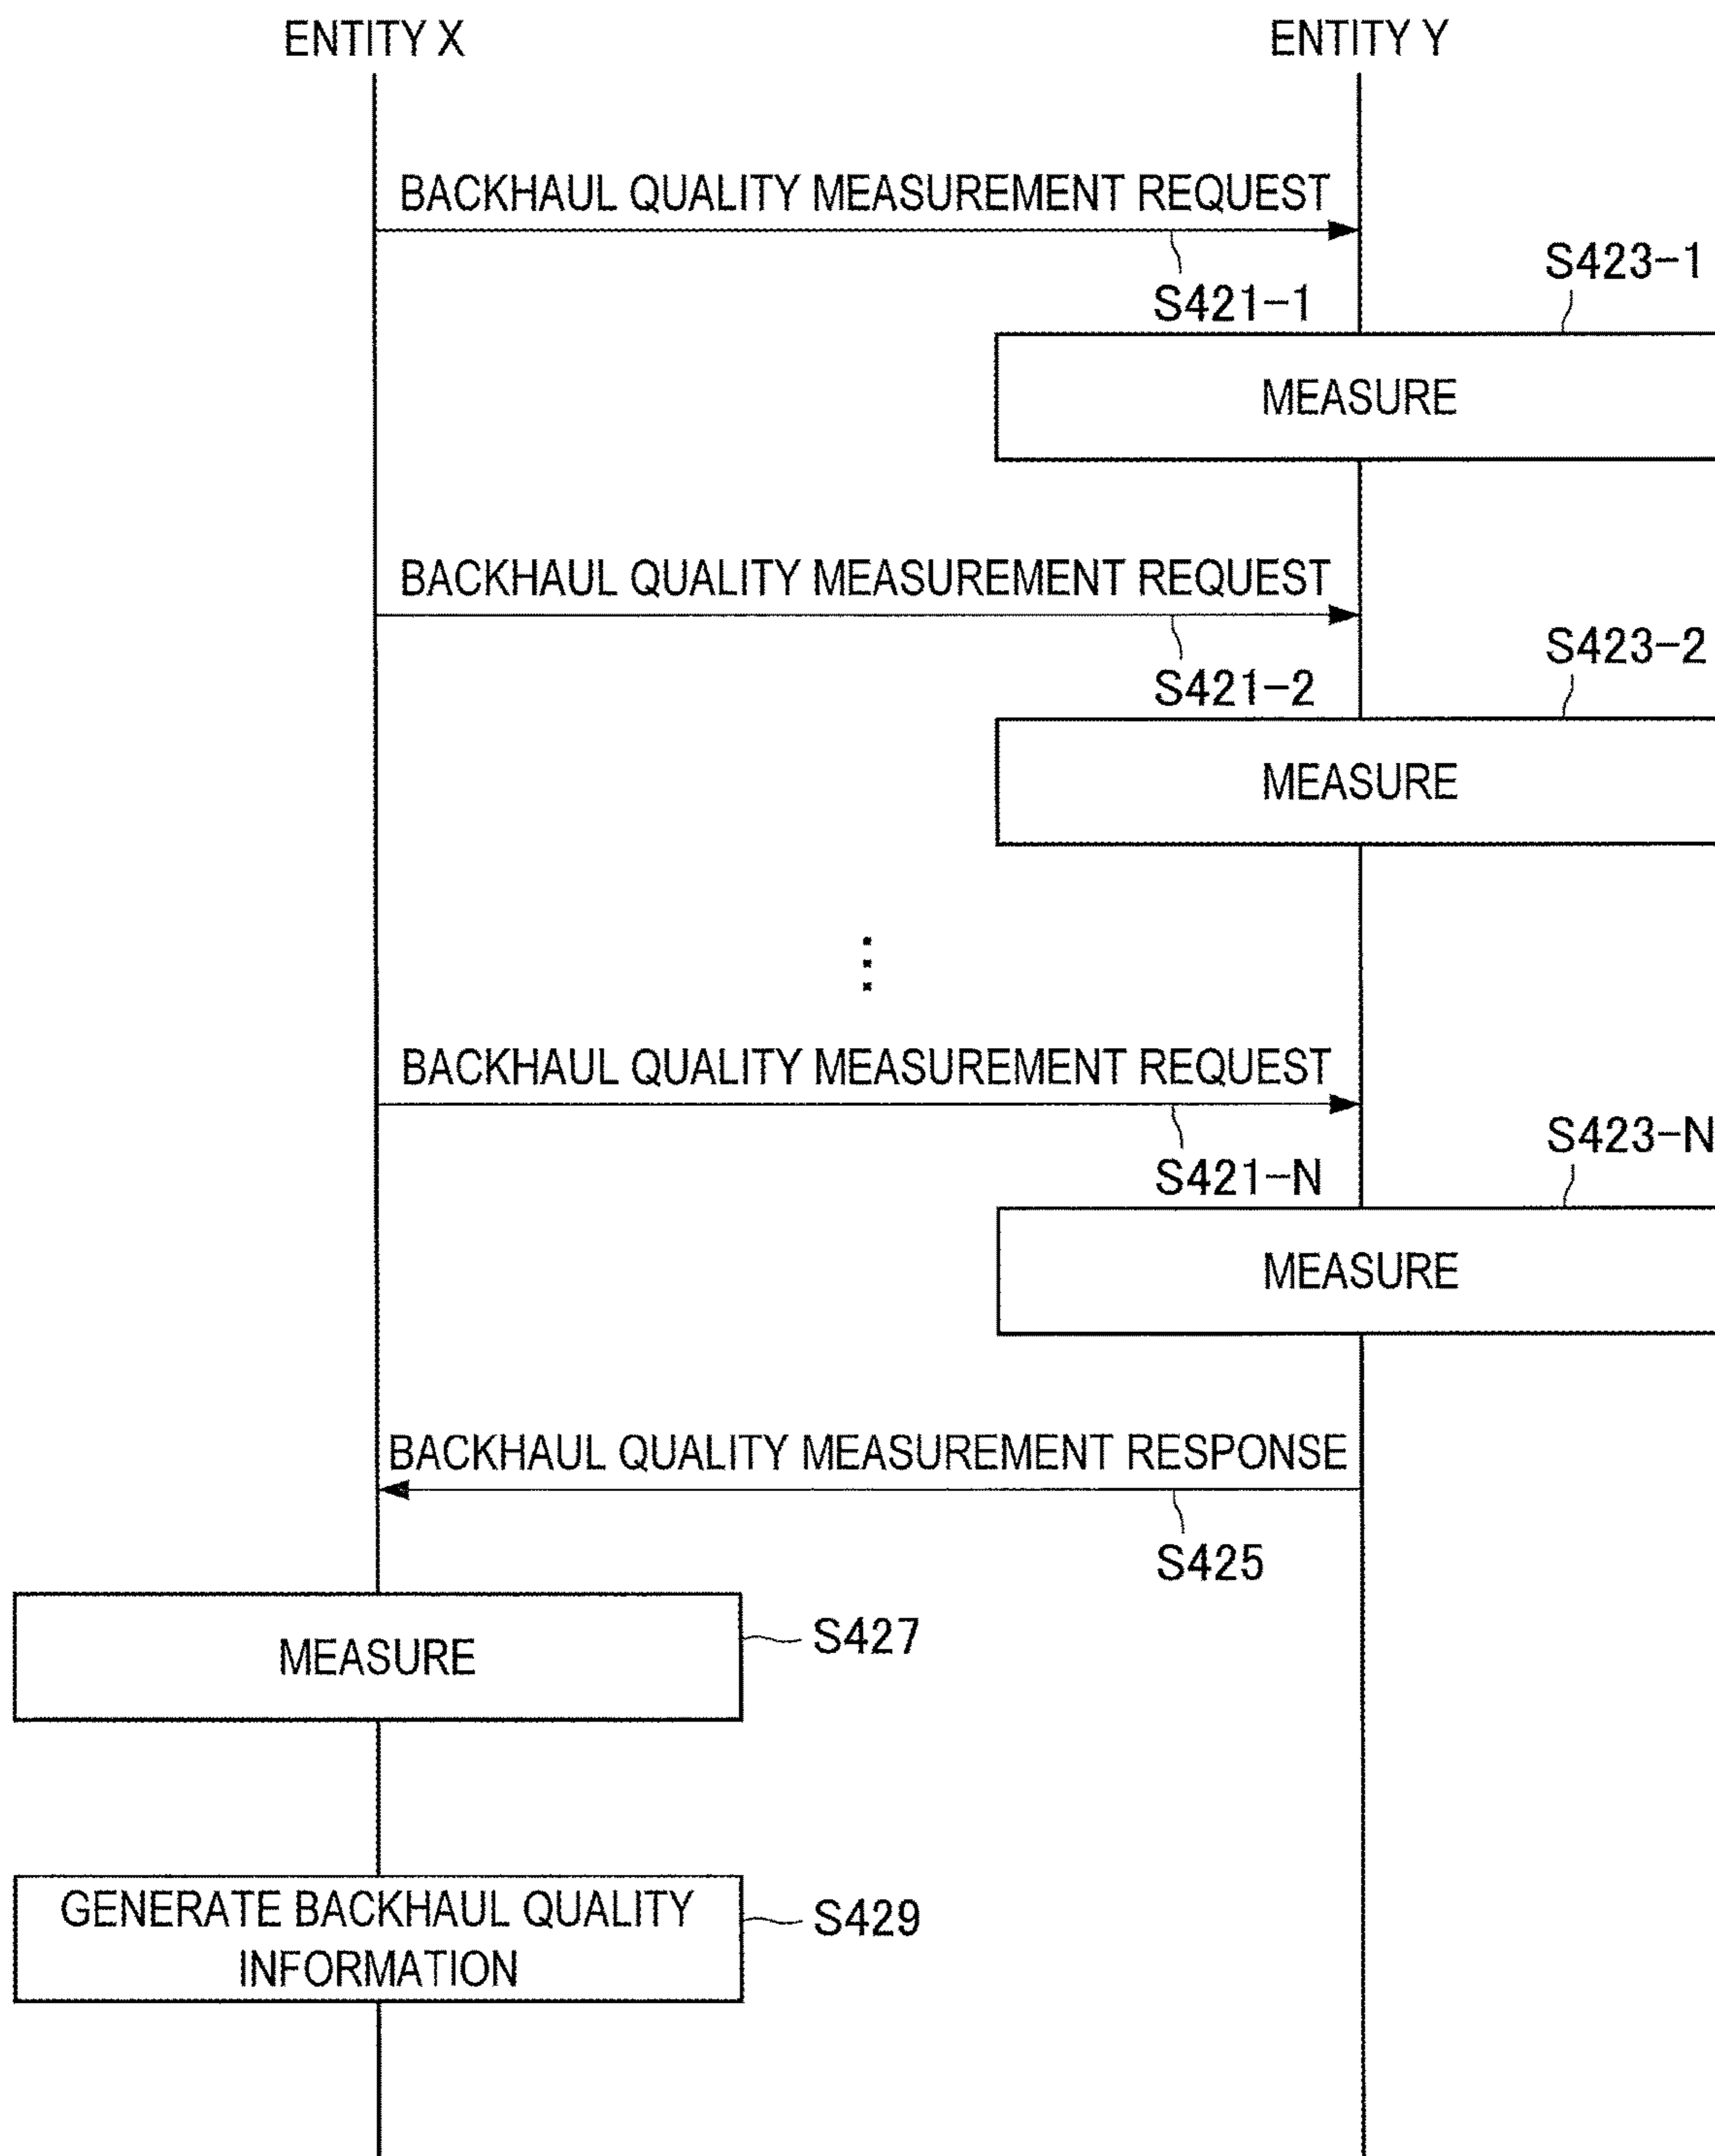 ENTITY X
ENTITY Y
BACKHAUL QUALITY MEASUREMENT REQUEST
S421-1
S423-1
MEASURE
BACKHAUL QUALITY MEASUREMENT REQUEST
S421-2
S423-2
MEASURE
BACKHAUL QUALITY MEASUREMENT REQUEST
S421-N
S423-N
MEASURE
BACKHAUL QUALITY MEASUREMENT RESPONSE
S425
MEASURE
S427
GENERATE BACKHAUL QUALITY
INFORMATION
S429